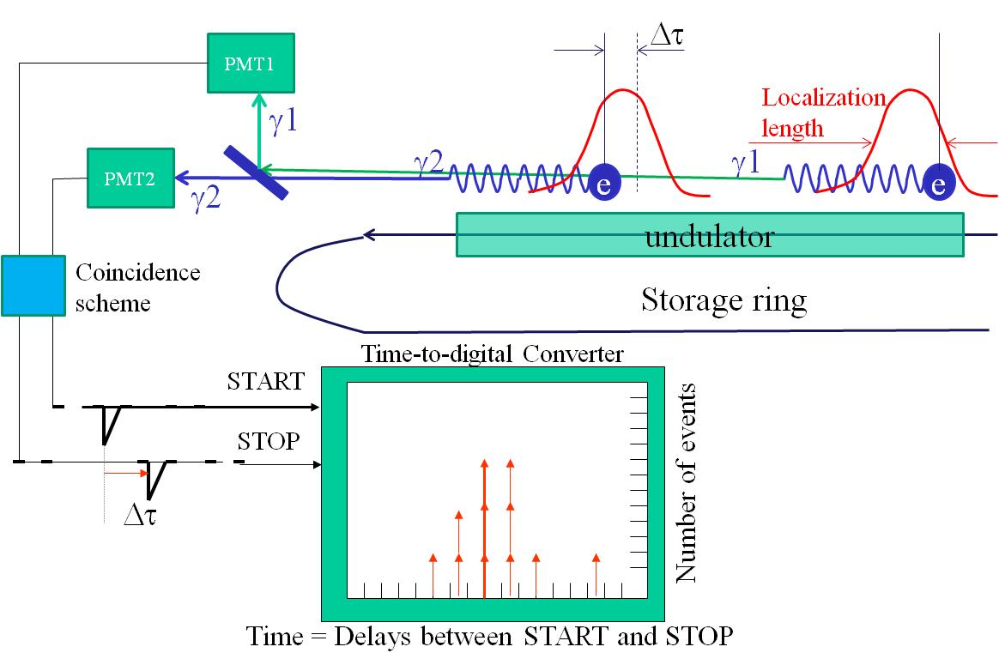 PMT1
Δτ
Localization
length
γ1
γ2
γ1
PMT2
γ2
e
e
undulator
Coincidence
scheme
Storage ring
Time-to-digital Converter
START
STOP
Δτ
Number of events
Time = Delays between START and STOP